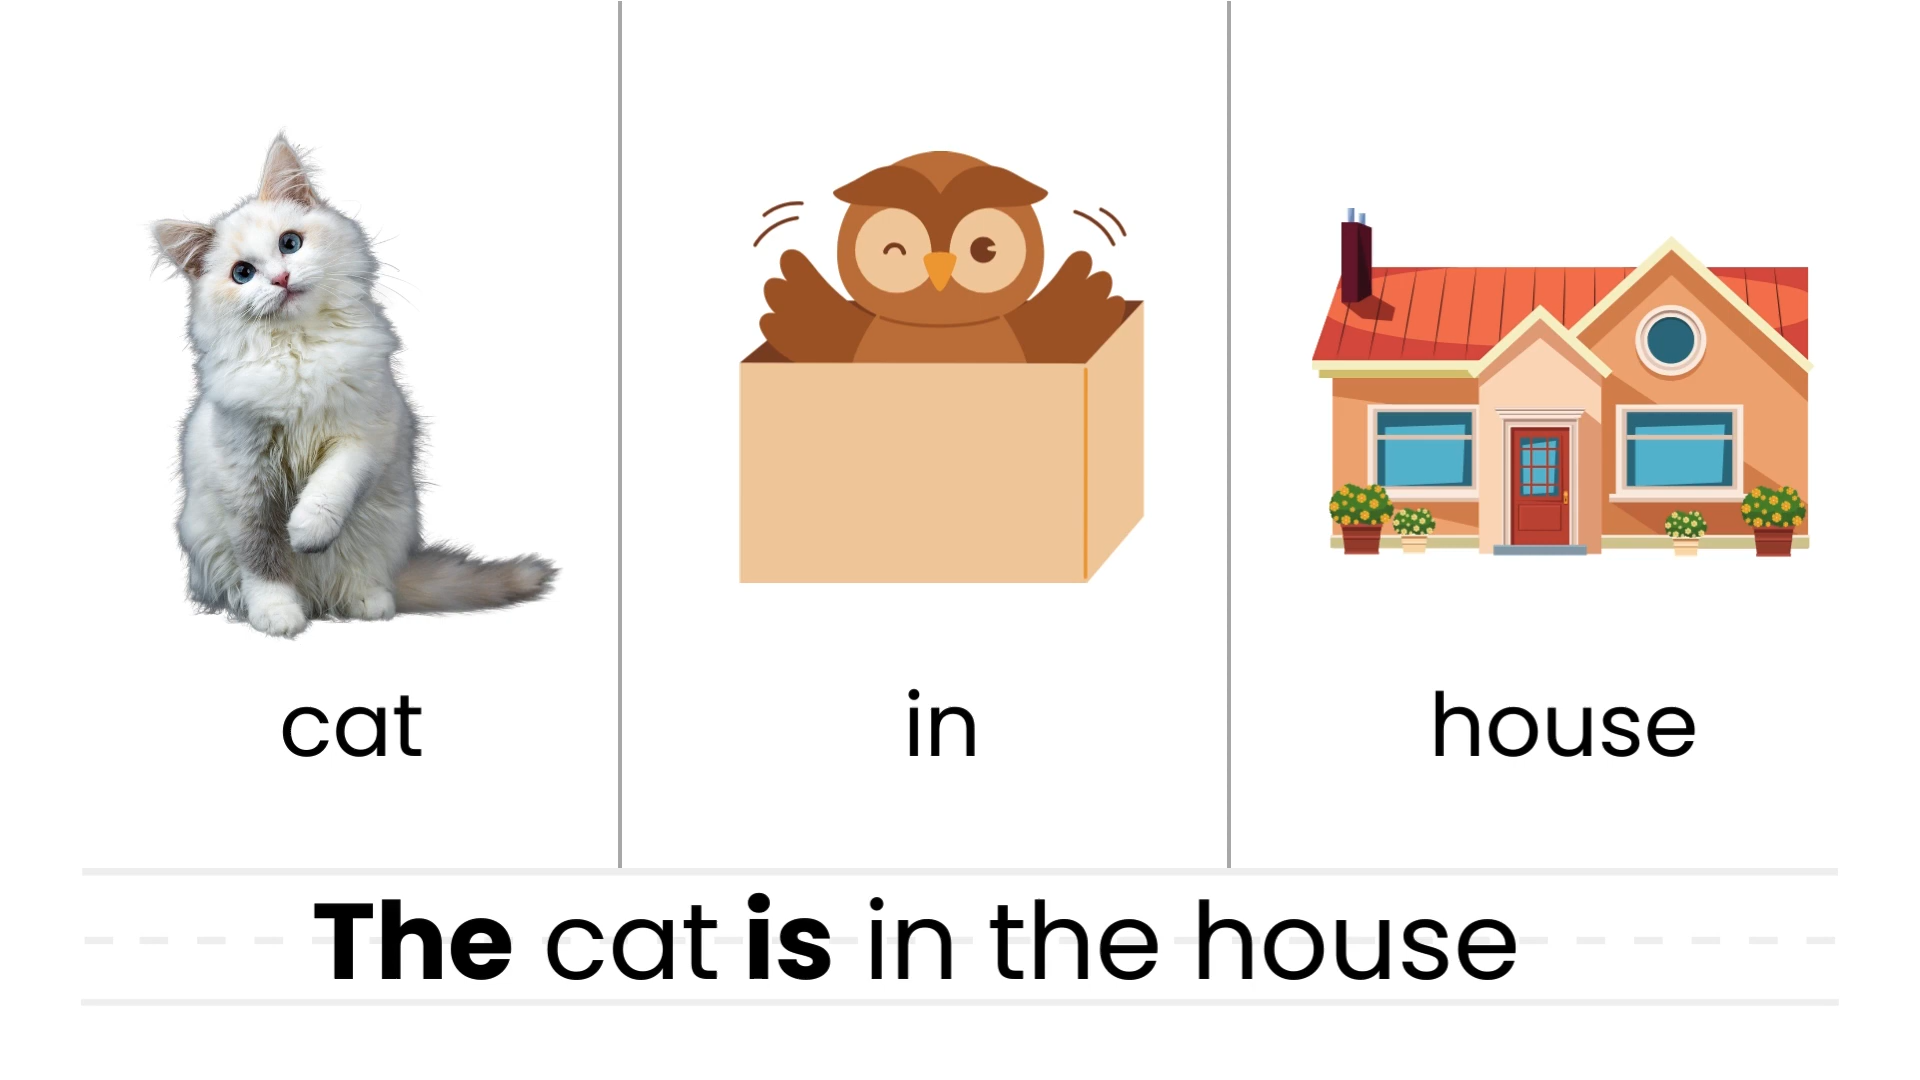 cat
in
house
The cat is in the house